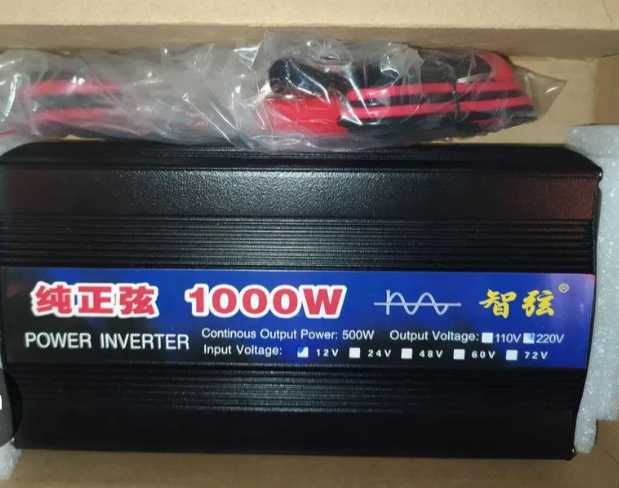 纯正弦 1000W 智弦®
POWER INVERTER Continous Output Power: 500W Output Voltage: 110V 220V
Input Voltage: 12V 24V 48V 60V 72V